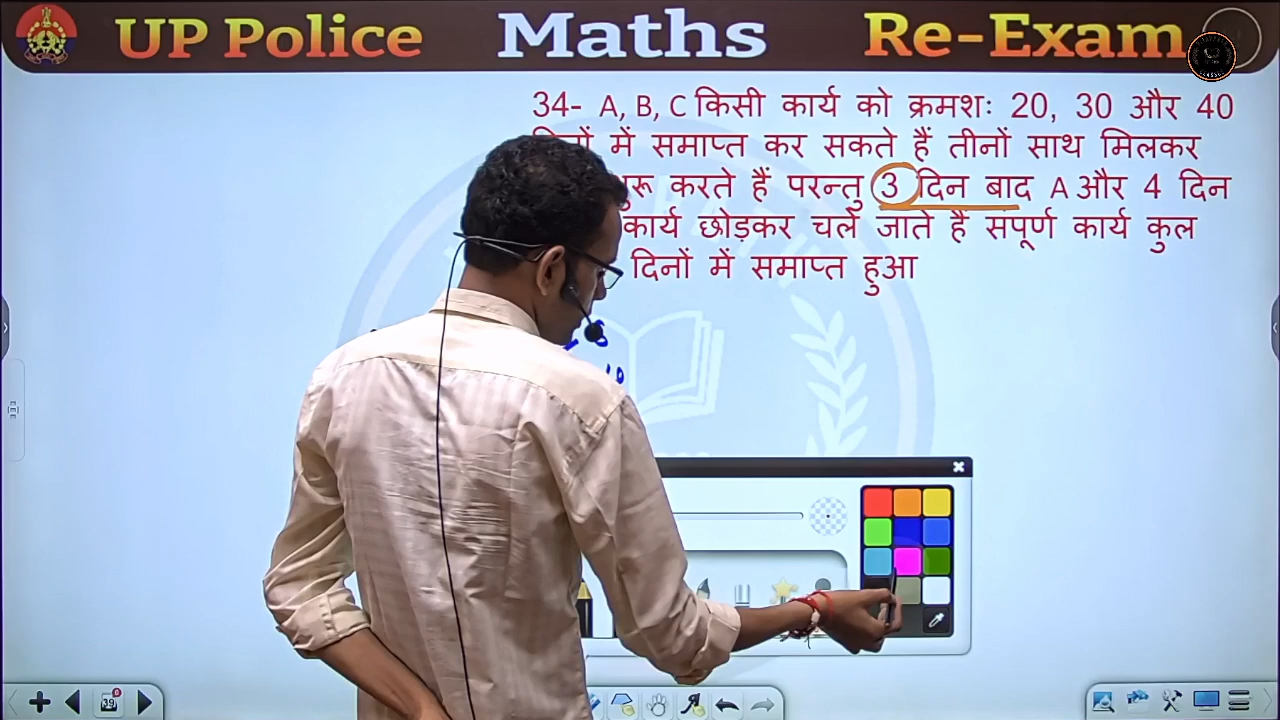 UP Police Maths Re-Exam
34- A, B, C किसी कार्य को क्रमशः 20, 30 और 40
में समाप्त कर सकते हैं तीनों साथ मिलकर
करते हैं परन्तु 3 दिन बाद A और 4 दिन
कार्य छोड़कर चले जाते हैं संपूर्ण कार्य कुल
दिनों में समाप्त हुआ
39